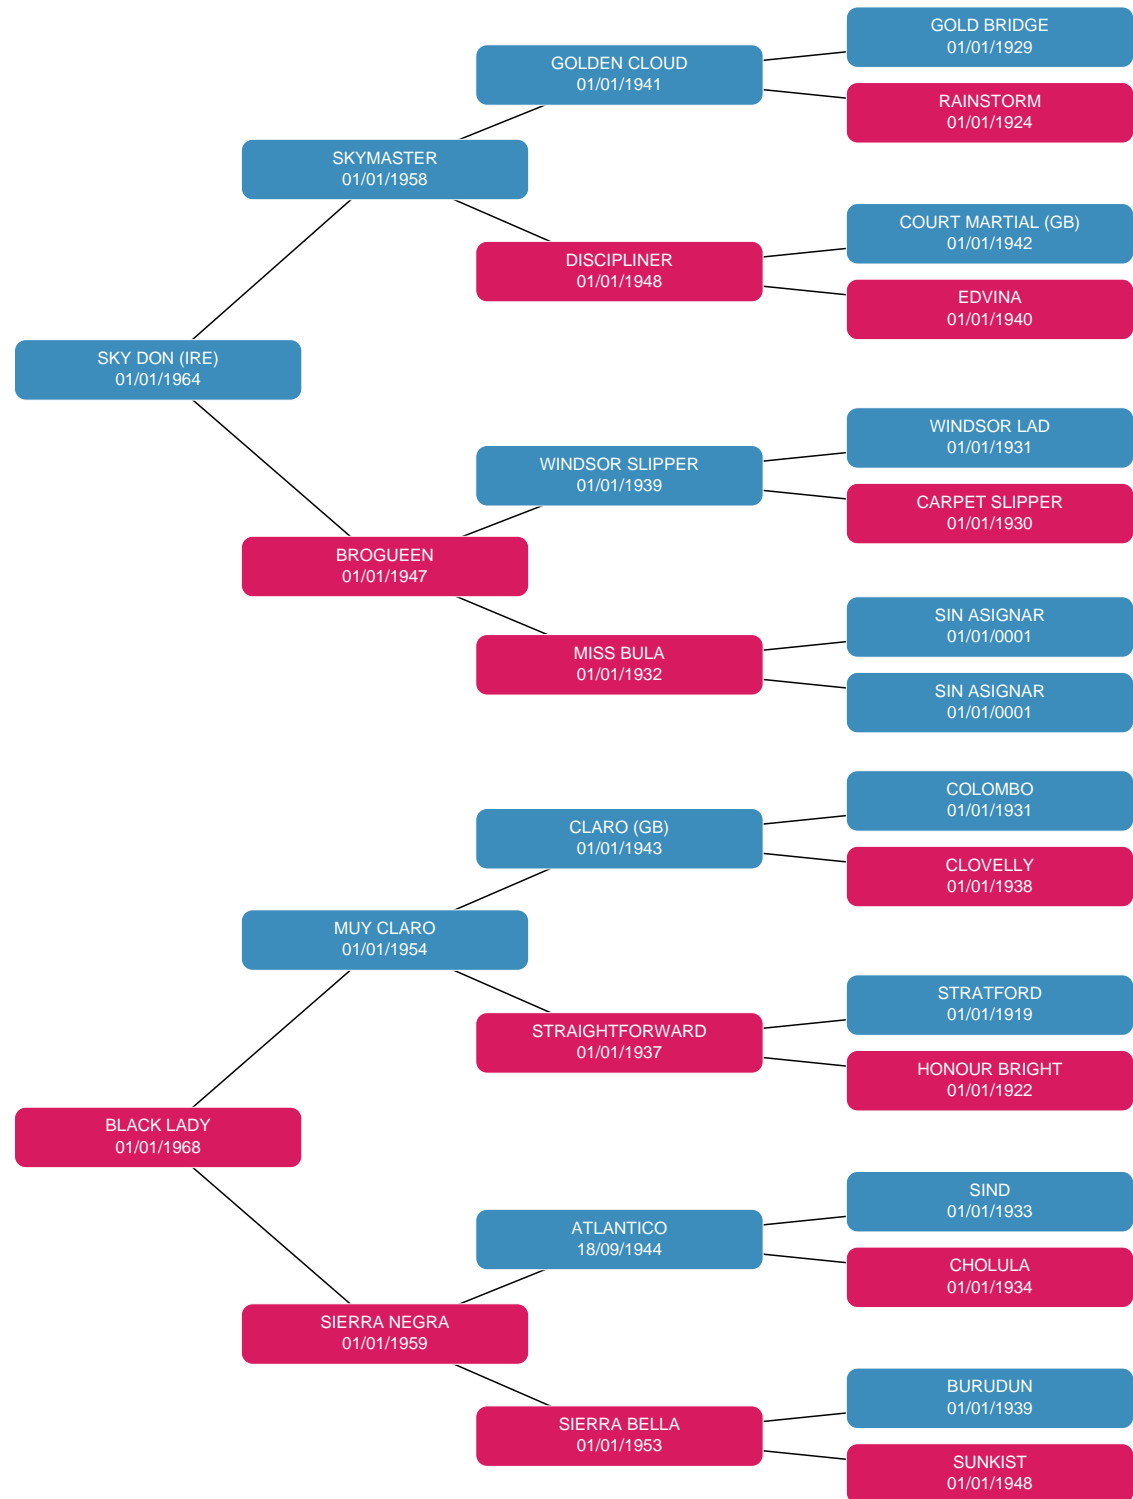 GOLD BRIDGE
01/01/1929
GOLDEN CLOUD
01/01/1941
RAINSTORM
01/01/1924
SKYMASTER
01/01/1958
COURT MARTIAL (GB)
01/01/1942
DISCIPLINER
01/01/1948
EDVINA
01/01/1940
SKY DON (IRE)
01/01/1964
WINDSOR LAD
01/01/1931
WINDSOR SLIPPER
01/01/1939
CARPET SLIPPER
01/01/1930
BROGUEEN
01/01/1947
SIN ASIGNAR
01/01/0001
MISS BULA
01/01/1932
SIN ASIGNAR
01/01/0001
COLOMBO
01/01/1931
CLARO (GB)
01/01/1943
CLOVELLY
01/01/1938
MUY CLARO
01/01/1954
STRATFORD
01/01/1919
STRAIGHTFORWARD
01/01/1937
HONOUR BRIGHT
01/01/1922
BLACK LADY
01/01/1968
SIND
01/01/1933
ATLANTICO
18/09/1944
CHOLULA
01/01/1934
SIERRA NEGRA
01/01/1959
BURUDUN
01/01/1939
SIERRA BELLA
01/01/1953
SUNKIST
01/01/1948